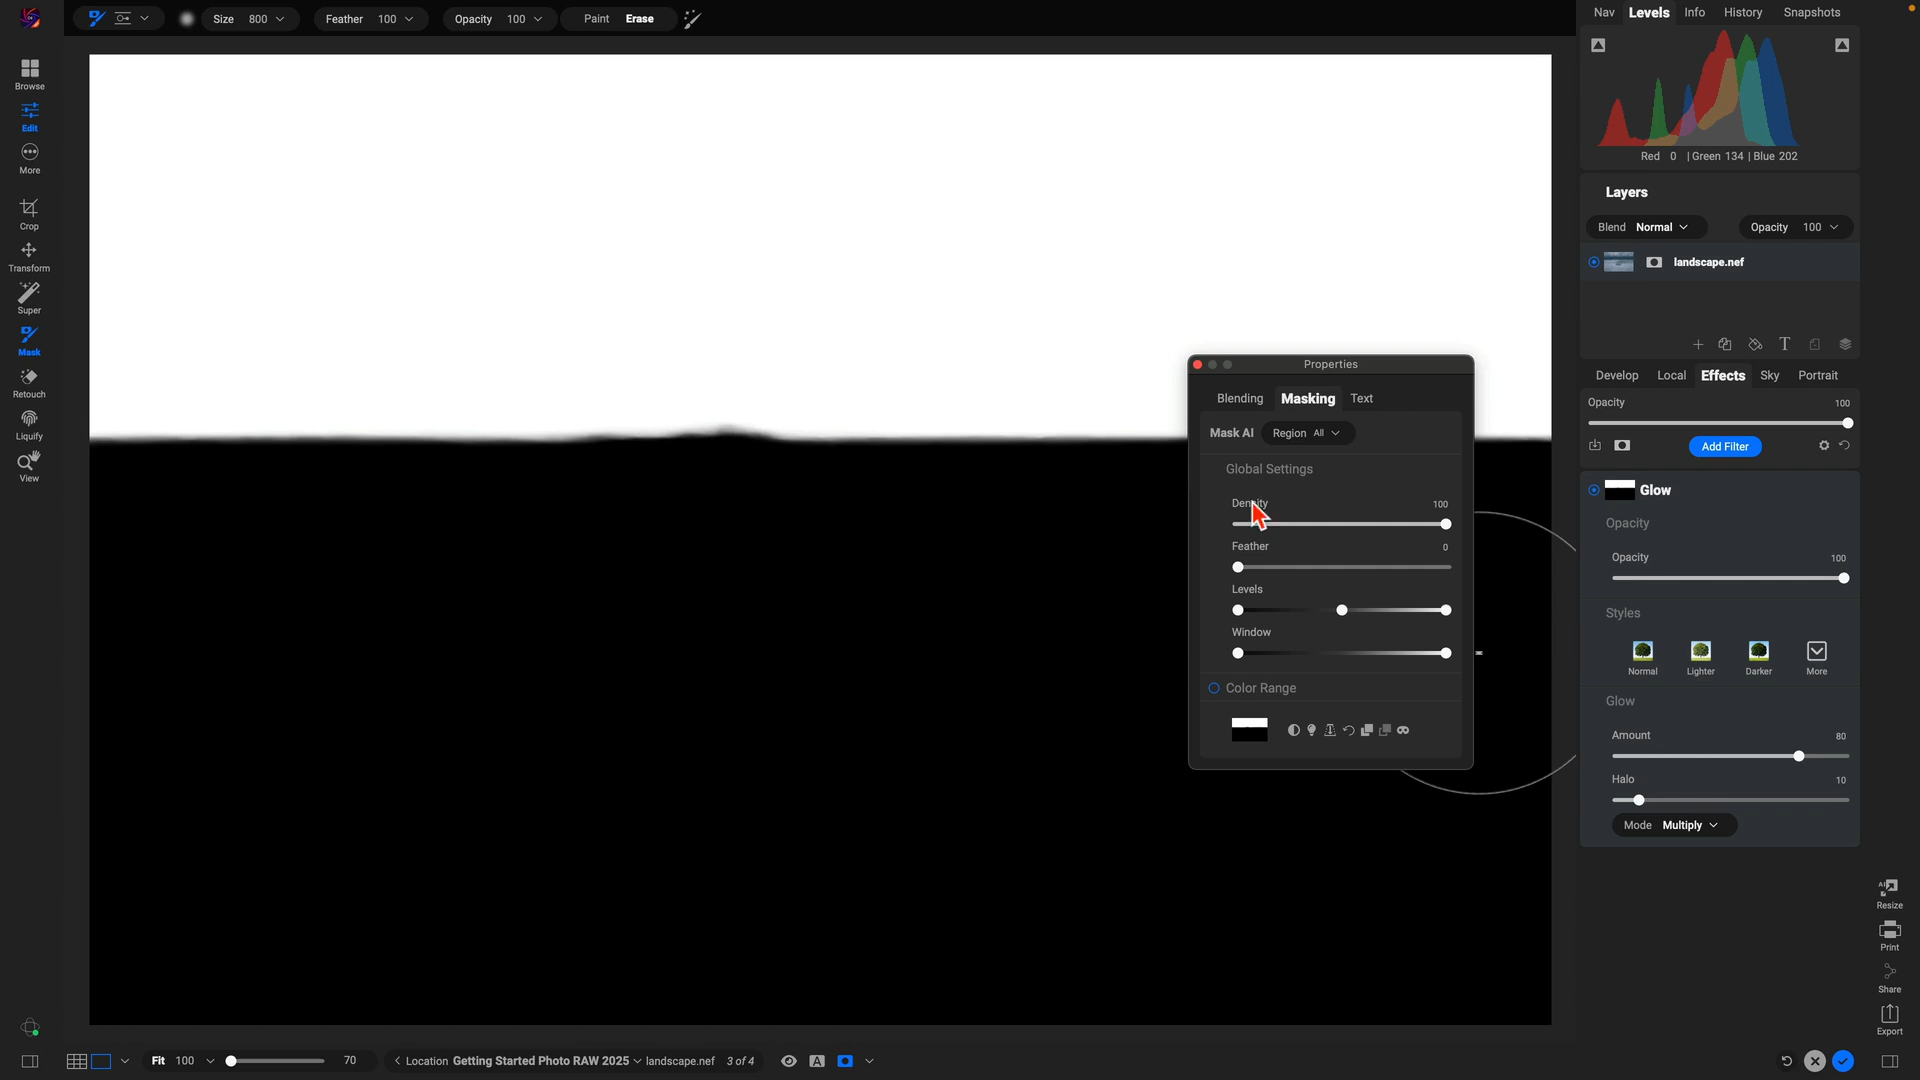 Size 800 Feather 100 Opacity 100 Paint Erase
Nav Levels Info History Snapshots
Browse
Edit
More
Crop
Transform
Super
Mask
Retouch
Liquify
View
Red 0 | Green 134 | Blue 202
Layers
Blend Normal Opacity 100
landscape.nef
T
Develop Local Effects Sky Portrait
Opacity 100
Add Filter
Glow
Opacity
Opacity 100
Styles
Normal Lighter Darker More
Glow
Amount 80
Halo 10
Mode Multiply
Properties
Blending Masking Text
Mask AI Region All
Global Settings
Density 100
Feather 0
Levels
Window
Color Range
AI
Resize
Print
Share
Export
Fit 100 70 Location Getting Started Photo RAW 2025 landscape.nef 3 of 4 A